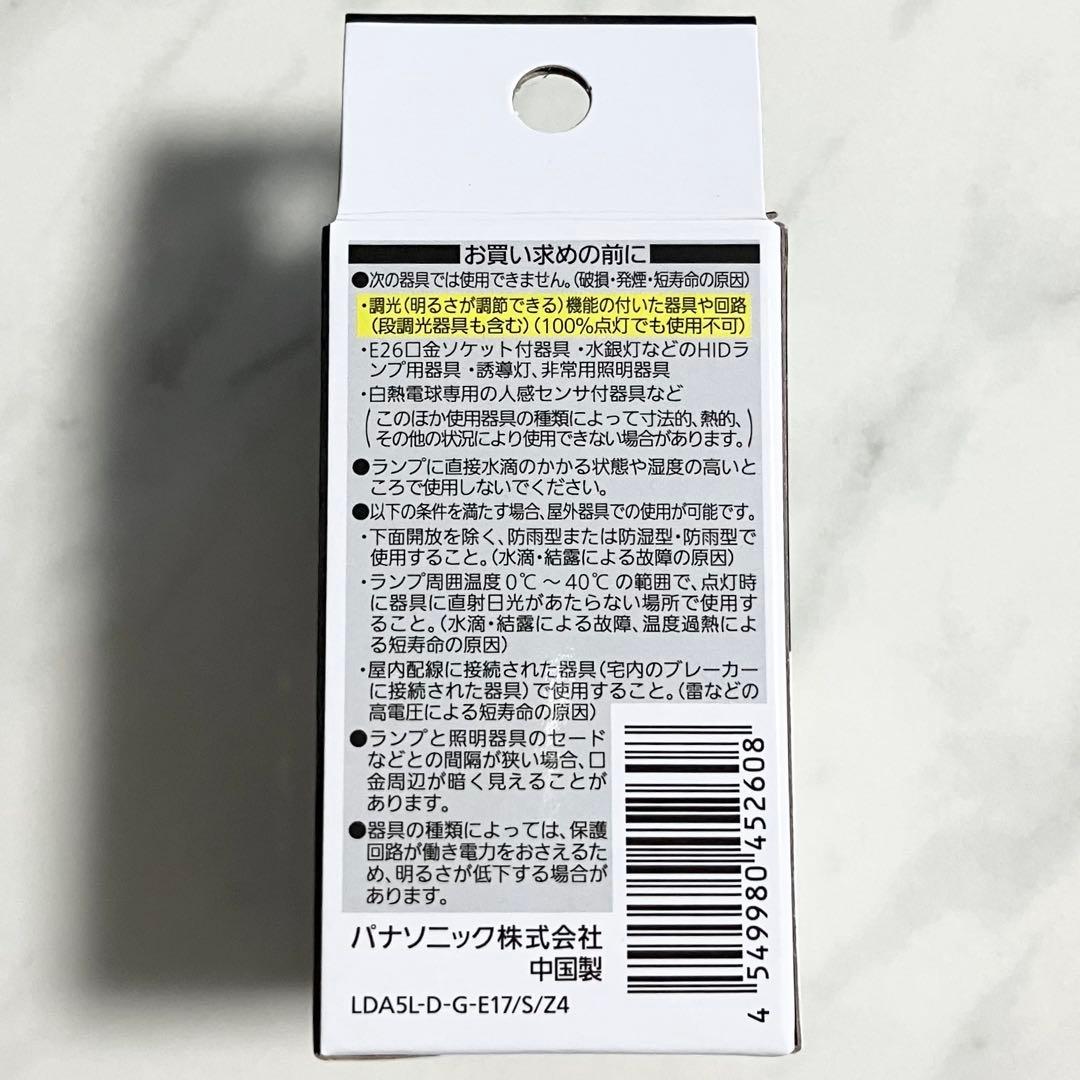 お買い求めの前に
●次の器具では使用できません。(破損・発煙・短寿命の原因)
・調光(明るさが調節できる)機能の付いた器具や回路
(段調光器具も含む)(100%点灯でも使用不可)
・E26口金ソケット付器具 ・水銀灯などのHIDラ
ンプ用器具 ・誘導灯、非常用照明器具
・白熱電球専用の人感センサ付器具など
(このほか使用器具の種類によって寸法的、熱的、
その他の状況により使用できない場合があります。)
●ランプに直接水滴のかかる状態や湿度の高いと
ころで使用しないでください。
●以下の条件を満たす場合、屋外器具での使用が可能です。
・下面開放を除く、防雨型または防湿型・防雨型で
使用すること。(水滴・結露による故障の原因)
・ランプ周囲温度0℃～40℃の範囲で、点灯時
に器具に直射日光があたらない場所で使用す
ること。(水滴・結露による故障、温度過熱によ
る短寿命の原因)
・屋内配線に接続された器具(宅内のブレーカー
に接続された器具)で使用すること。(雷などの
高電圧による短寿命の原因)
●ランプと照明器具のセード
などとの間隔が狭い場合、口
金周辺が暗く見えることが
あります。
●器具の種類によっては、保護
回路が働き電力をおさえるた
め、明るさが低下する場合が
あります。
パナソニック株式会社
中国製
LDA5L-D-G-E17/S/Z4
4 549980 452608